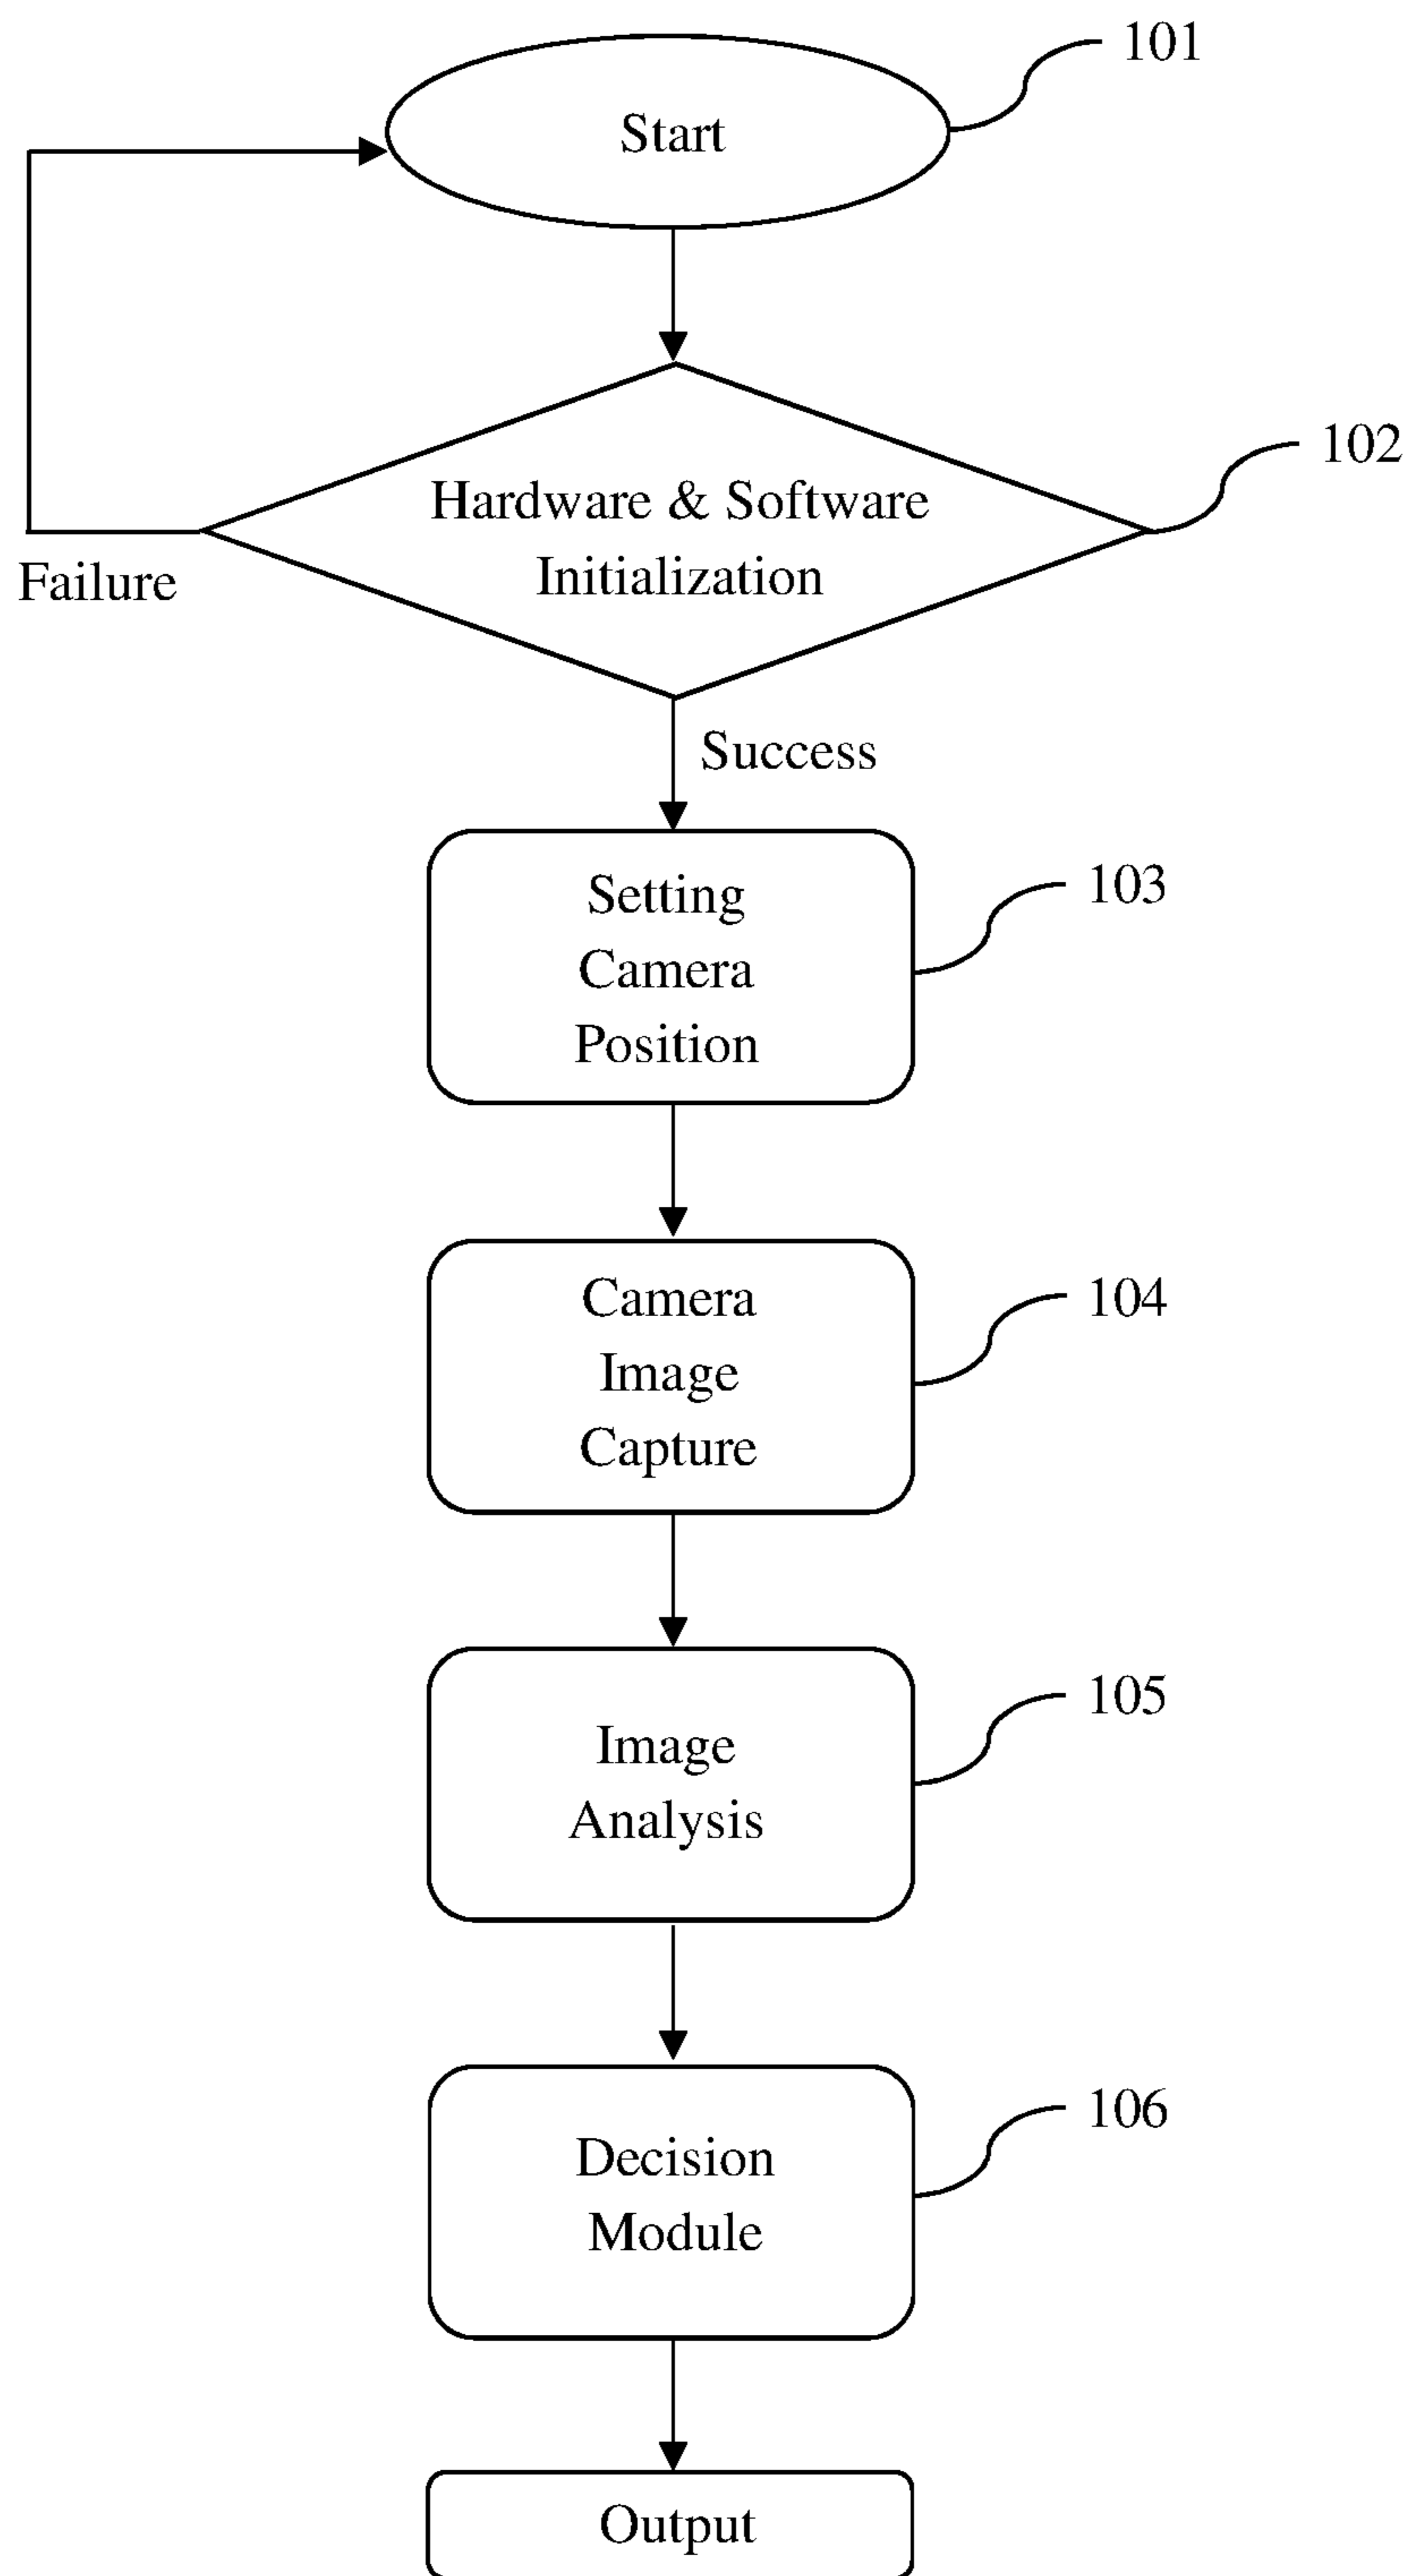 101
Start
102
Hardware & Software
Initialization
Failure
Success
103
Setting
Camera
Position
104
Camera
Image
Capture
105
Image
Analysis
106
Decision
Module
Output